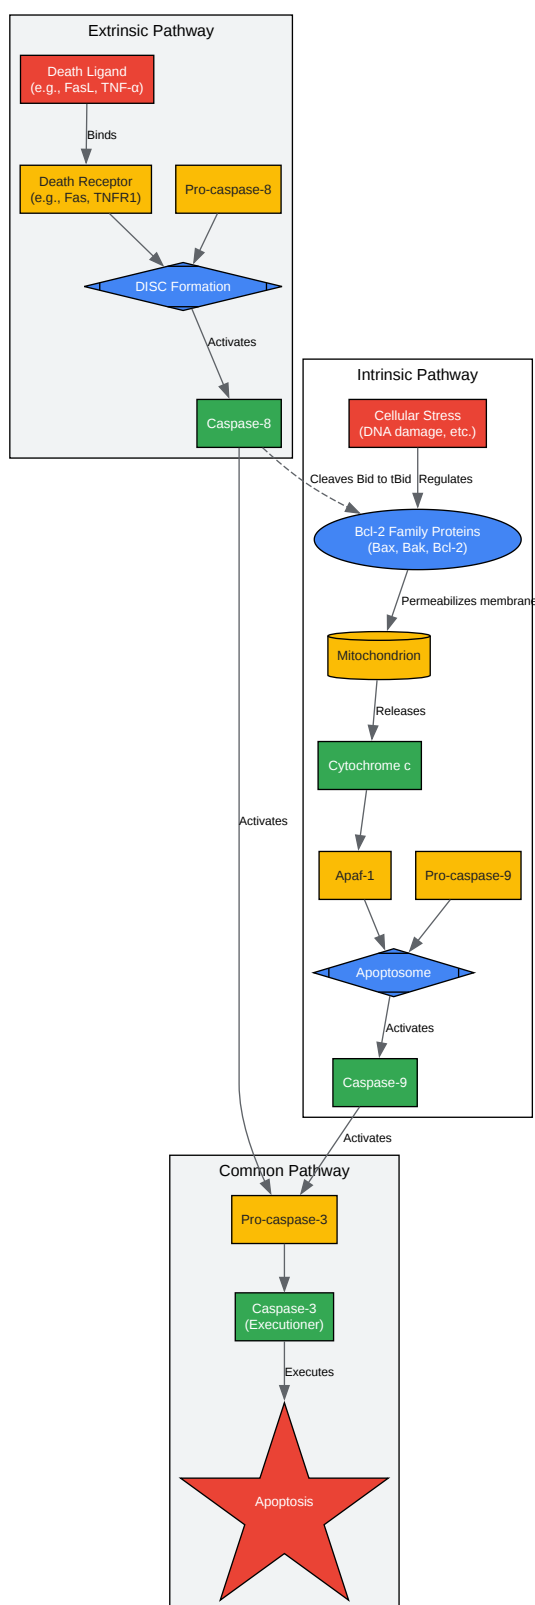 Extrinsic Pathway
Death Ligand
(e.g., FasL, TNF-α)
Binds
Death Receptor
(e.g., Fas, TNFR1)
Pro-caspase-8
DISC Formation
Activates
Caspase-8
Intrinsic Pathway
Cellular Stress
(DNA damage, etc.)
Cleaves Bid to tBid
Regulates
Bcl-2 Family Proteins
(Bax, Bak, Bcl-2)
Permeabilizes membrane
Mitochondrion
Releases
Cytochrome c
Activates
Apaf-1
Pro-caspase-9
Apoptosome
Activates
Caspase-9
Activates
Common Pathway
Pro-caspase-3
Caspase-3
(Executioner)
Executes
Apoptosis